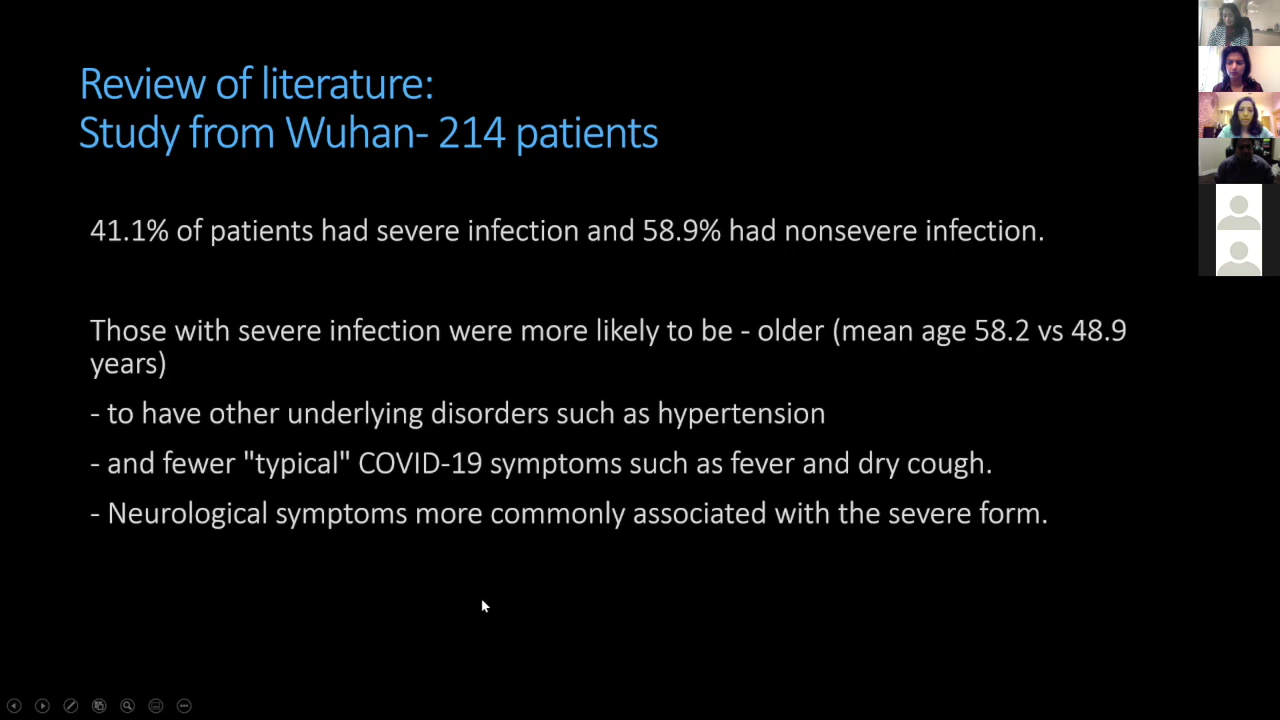 Review of literature:
Study from Wuhan- 214 patients
41.1% of patients had severe infection and 58.9% had nonsevere infection.
Those with severe infection were more likely to be - older (mean age 58.2 vs 48.9
years)
- to have other underlying disorders such as hypertension
- and fewer "typical" COVID-19 symptoms such as fever and dry cough.
- Neurological symptoms more commonly associated with the severe form.